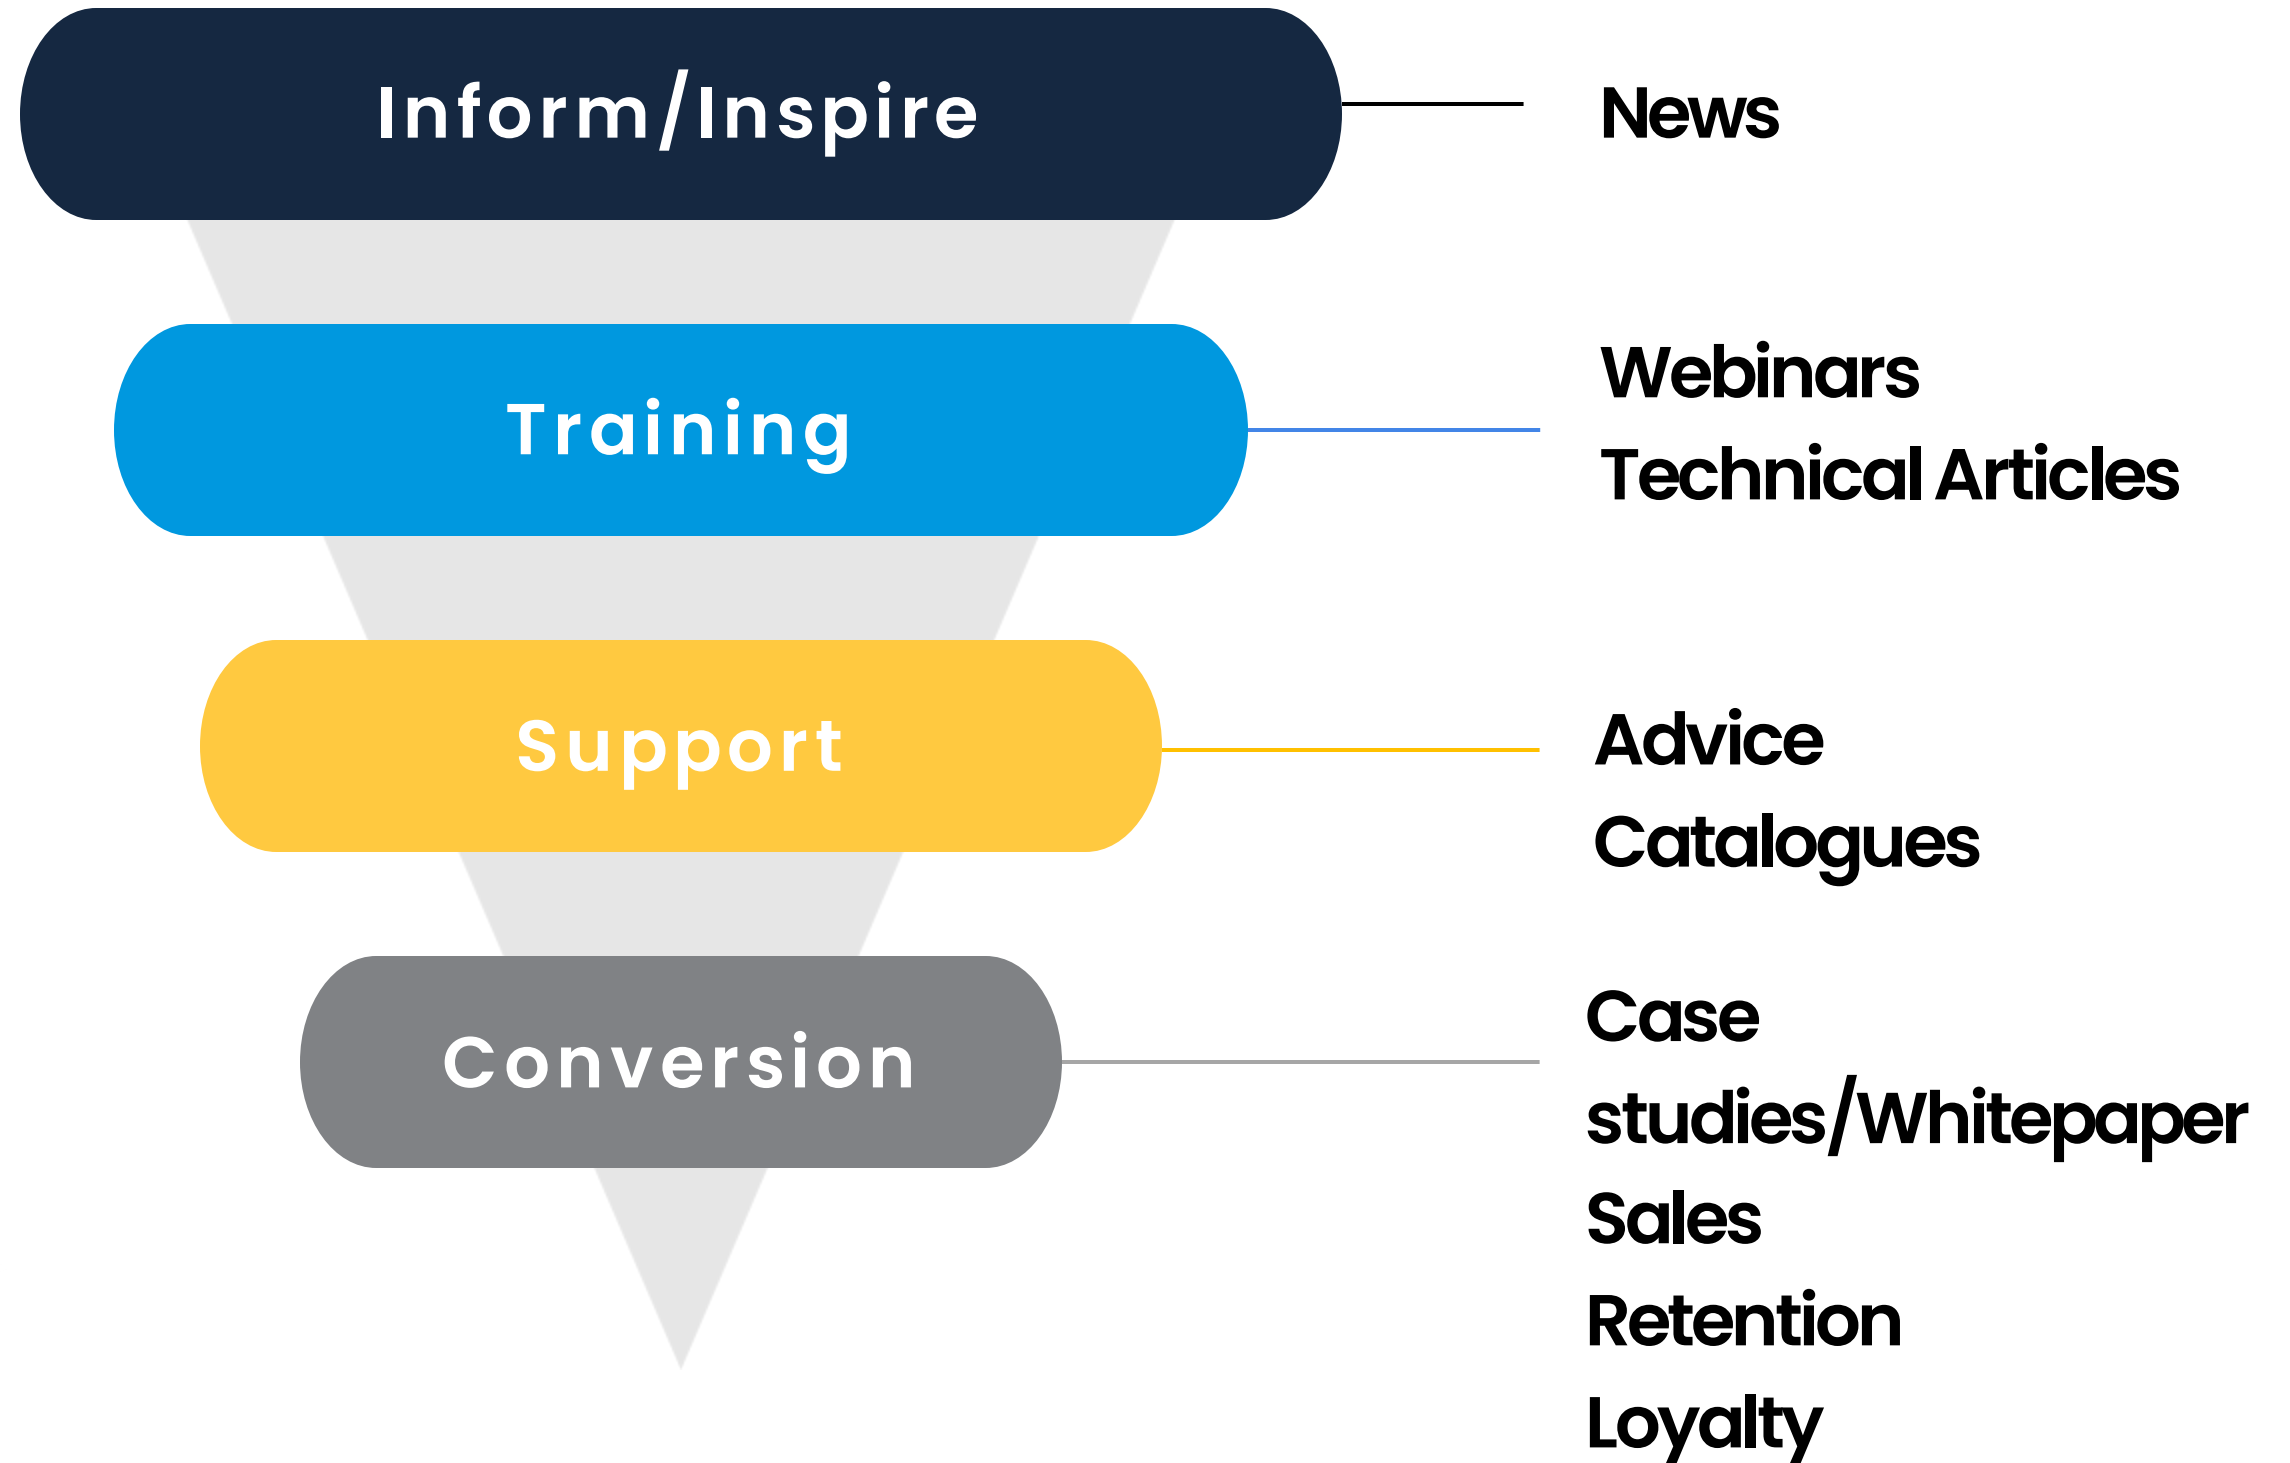 Inform/Inspire
News
Training
Webinars
Technical Articles
Support
Advice
Catalogues
Conversion
Case
studies/Whitepaper
Sales
Retention
Loyalty